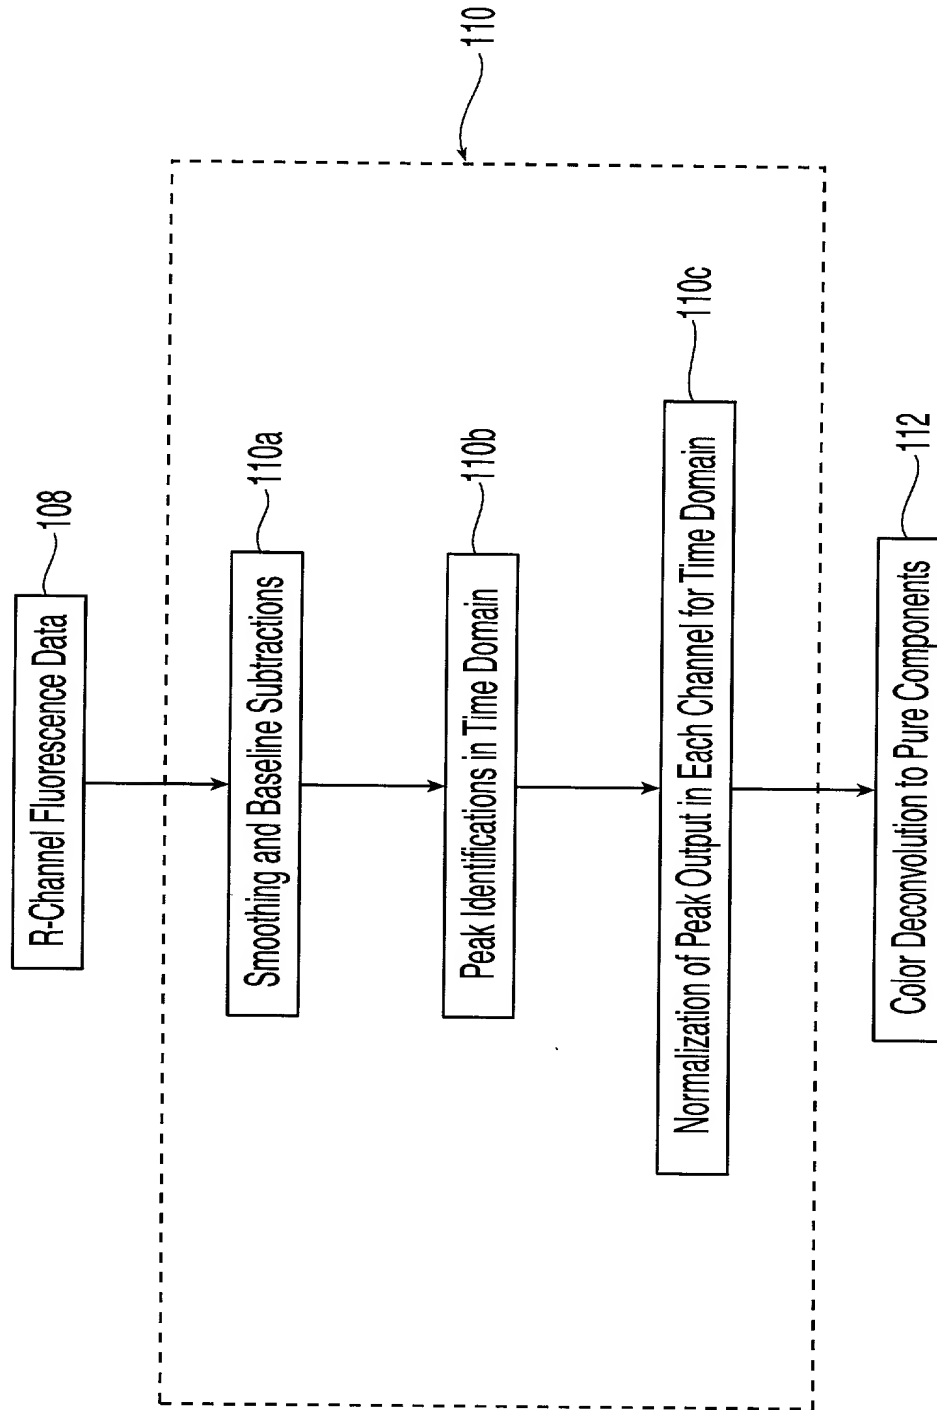 R-Channel Fluorescence Data
108
110
Smoothing and Baseline Subtractions
110a
Peak Identifications in Time Domain
110b
Normalization of Peak Output in Each Channel for Time Domain
110c
Color Deconvolution to Pure Components
112